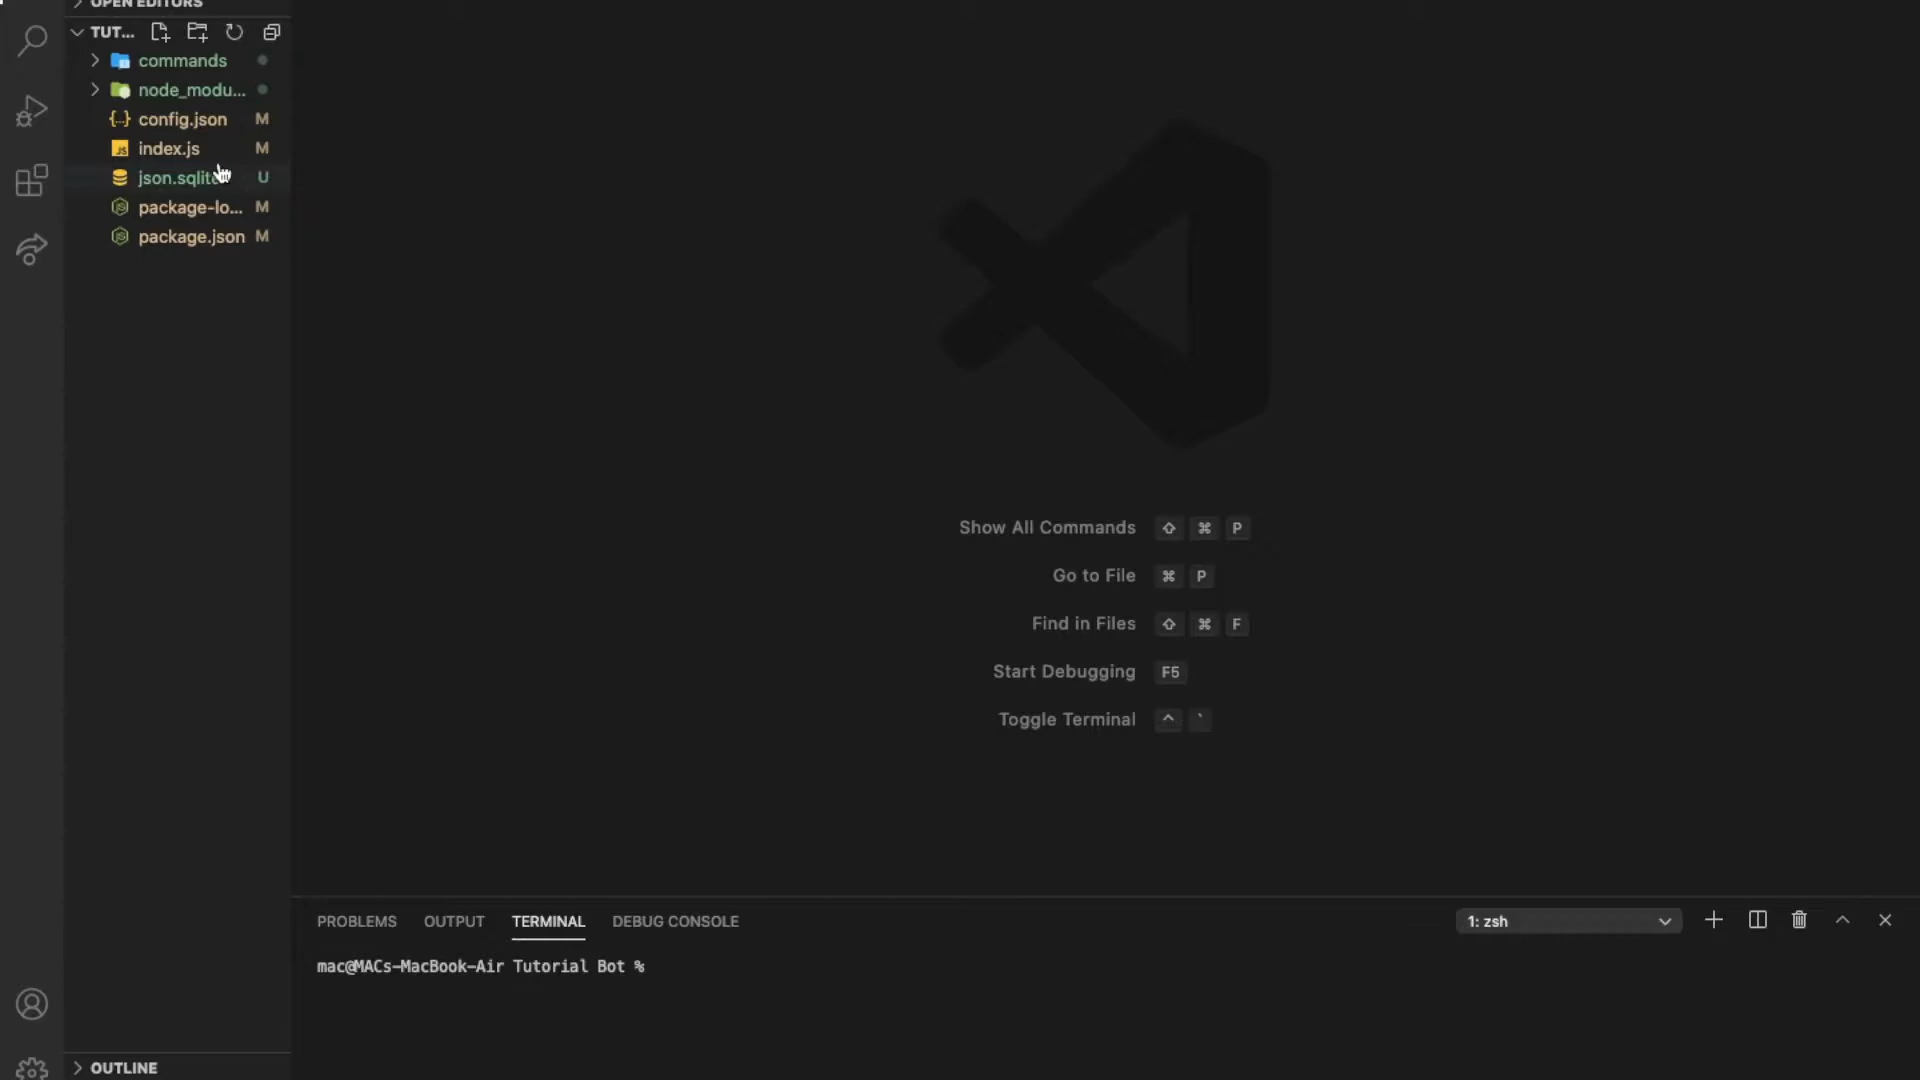 OPEN EDITORS
TUT...
commands
node_modu...
config.json M
index.js M
json.sqlite U
package-lo... M
package.json M
Show All Commands ⇧ ⌘ P
Go to File ⌘ P
Find in Files ⇧ ⌘ F
Start Debugging F5
Toggle Terminal ^ `
PROBLEMS OUTPUT TERMINAL DEBUG CONSOLE 1: zsh
mac@MACs-MacBook-Air Tutorial Bot %
OUTLINE